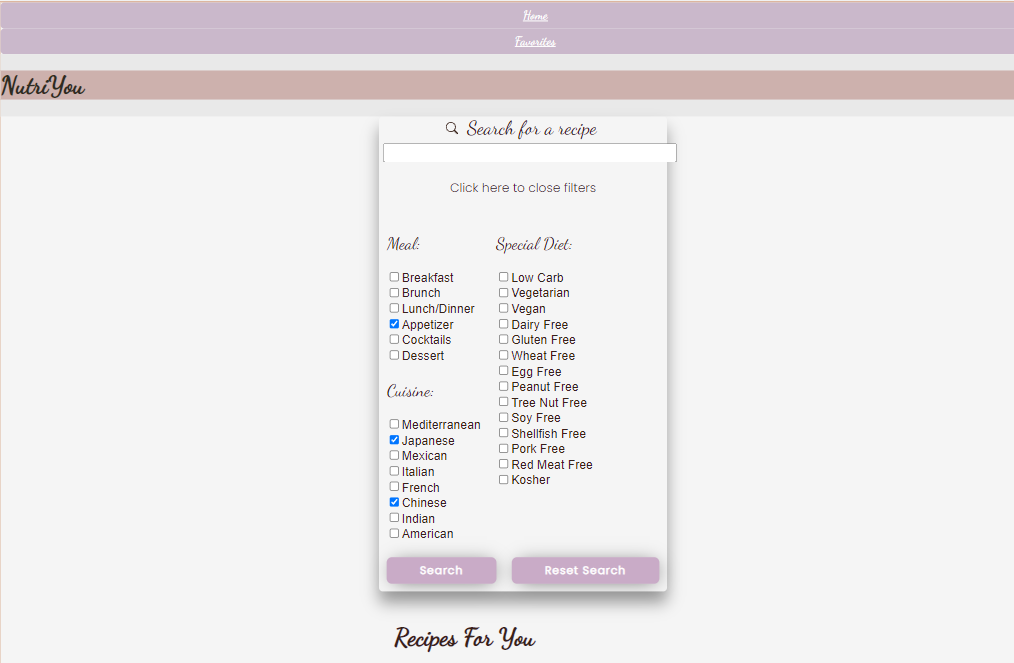 Home
Favorites
NutriYou
Search for a recipe
Click here to close filters
Meal:
Breakfast
Brunch
Lunch/Dinner
Appetizer
Cocktails
Dessert
Cuisine:
Mediterranean
Japanese
Mexican
Italian
French
Chinese
Indian
American
Special Diet:
Low Carb
Vegetarian
Vegan
Dairy Free
Gluten Free
Wheat Free
Egg Free
Peanut Free
Tree Nut Free
Soy Free
Shellfish Free
Pork Free
Red Meat Free
Kosher
Search
Reset Search
Recipes For You